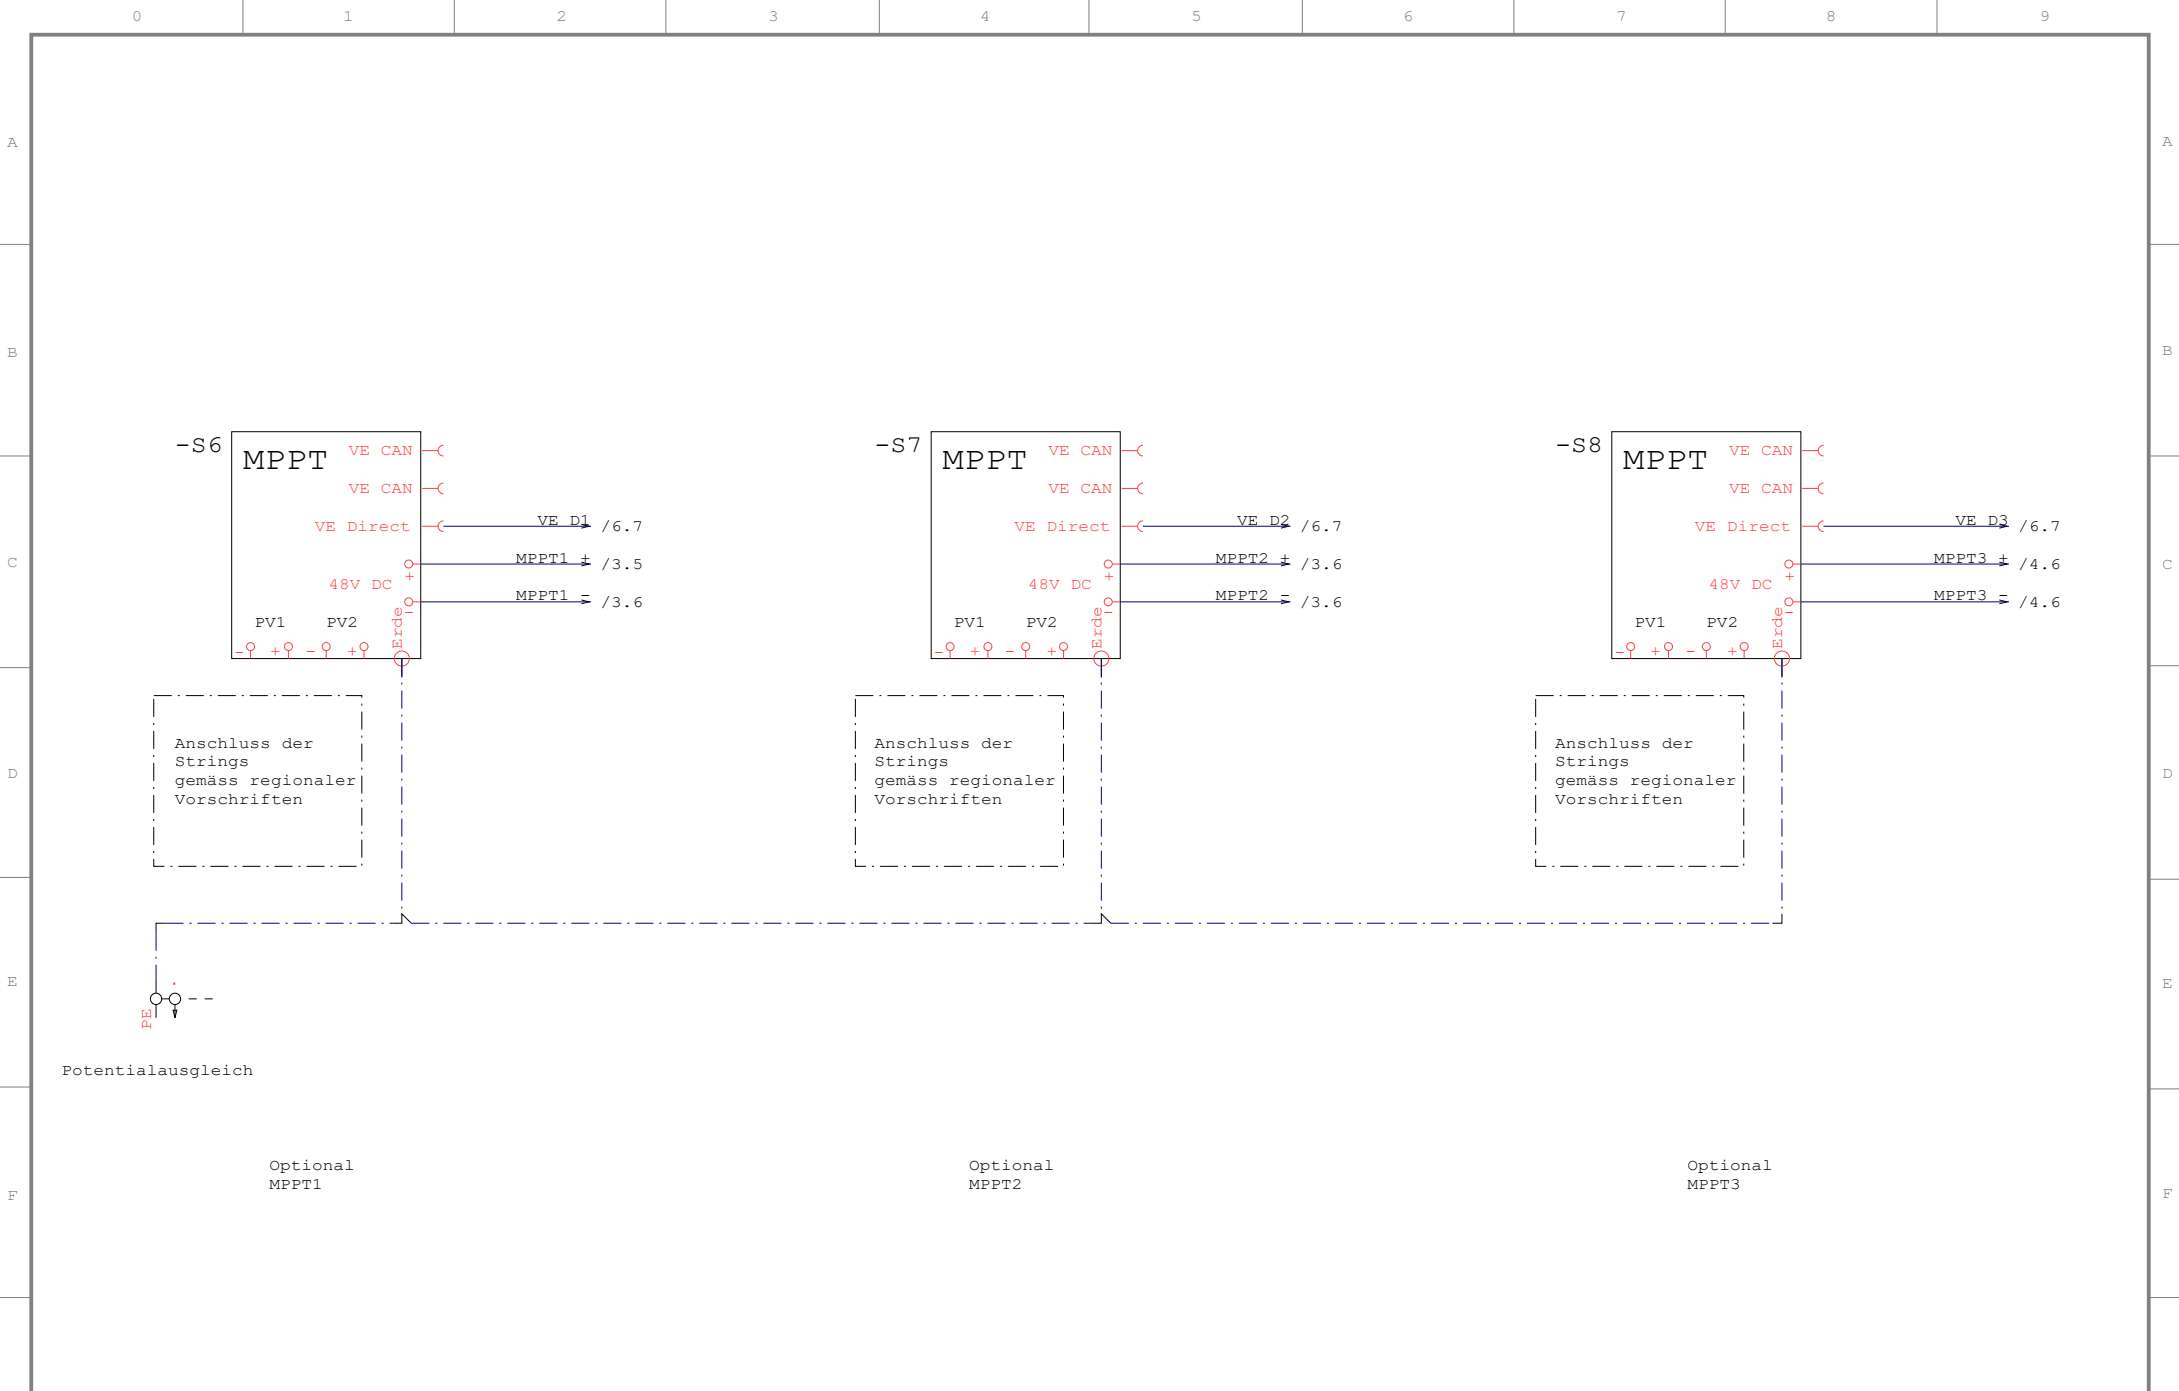 0 1 2 3 4 5 6 7 8 9
A A
B B
-S6 MPPT VE CAN
VE CAN
VE Direct VE D1 /6.7
MPPT1 + /3.5
+
48V DC
MPPT1 - /3.6
-
PV1 PV2 Erde
- + - +
-S7 MPPT VE CAN
VE CAN
VE Direct VE D2 /6.7
MPPT2 + /3.6
+
48V DC
MPPT2 - /3.6
-
PV1 PV2 Erde
- + - +
-S8 MPPT VE CAN
VE CAN
VE Direct VE D3 /6.7
MPPT3 + /4.6
+
48V DC
MPPT3 - /4.6
-
PV1 PV2 Erde
- + - +
C C
Anschluss der
Strings
gemäss regionaler
Vorschriften
Anschluss der
Strings
gemäss regionaler
Vorschriften
Anschluss der
Strings
gemäss regionaler
Vorschriften
D D
E E
PE
Potentialausgleich
Optional
MPPT1
Optional
MPPT2
Optional
MPPT3
F F